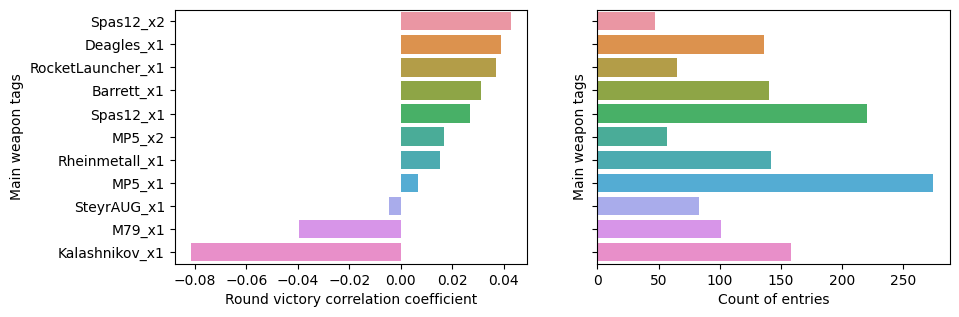 Main weapon tags
Spas12_x2
Deagles_x1
RocketLauncher_x1
Barrett_x1
Spas12_x1
MP5_x2
Rheinmetall_x1
MP5_x1
SteyrAUG_x1
M79_x1
Kalashnikov_x1
−0.08 −0.06 −0.04 −0.02 0.00 0.02 0.04
Round victory correlation coefficient
Main weapon tags
0 50 100 150 200 250
Count of entries